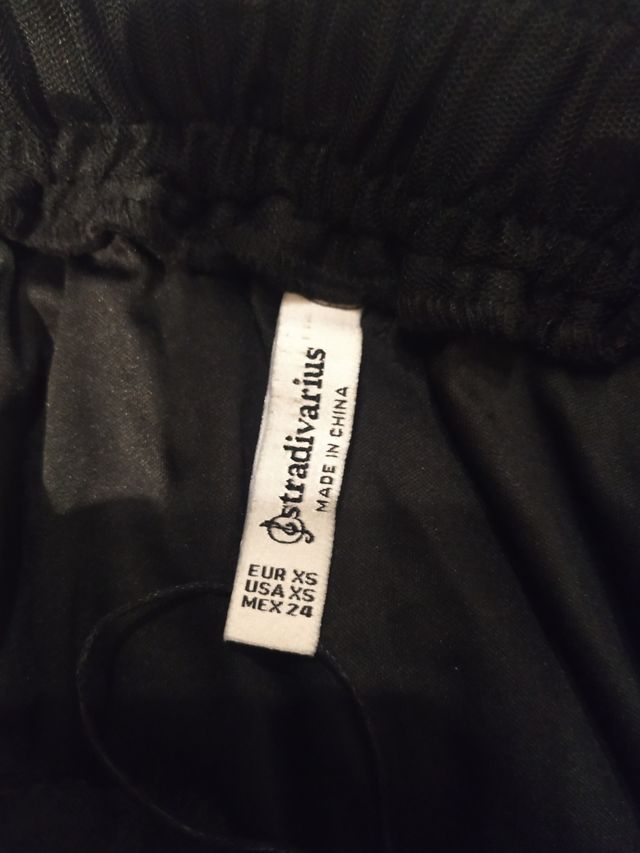 stradivarius
MADE IN CHINA
EUR XS
USA XS
MEX 24